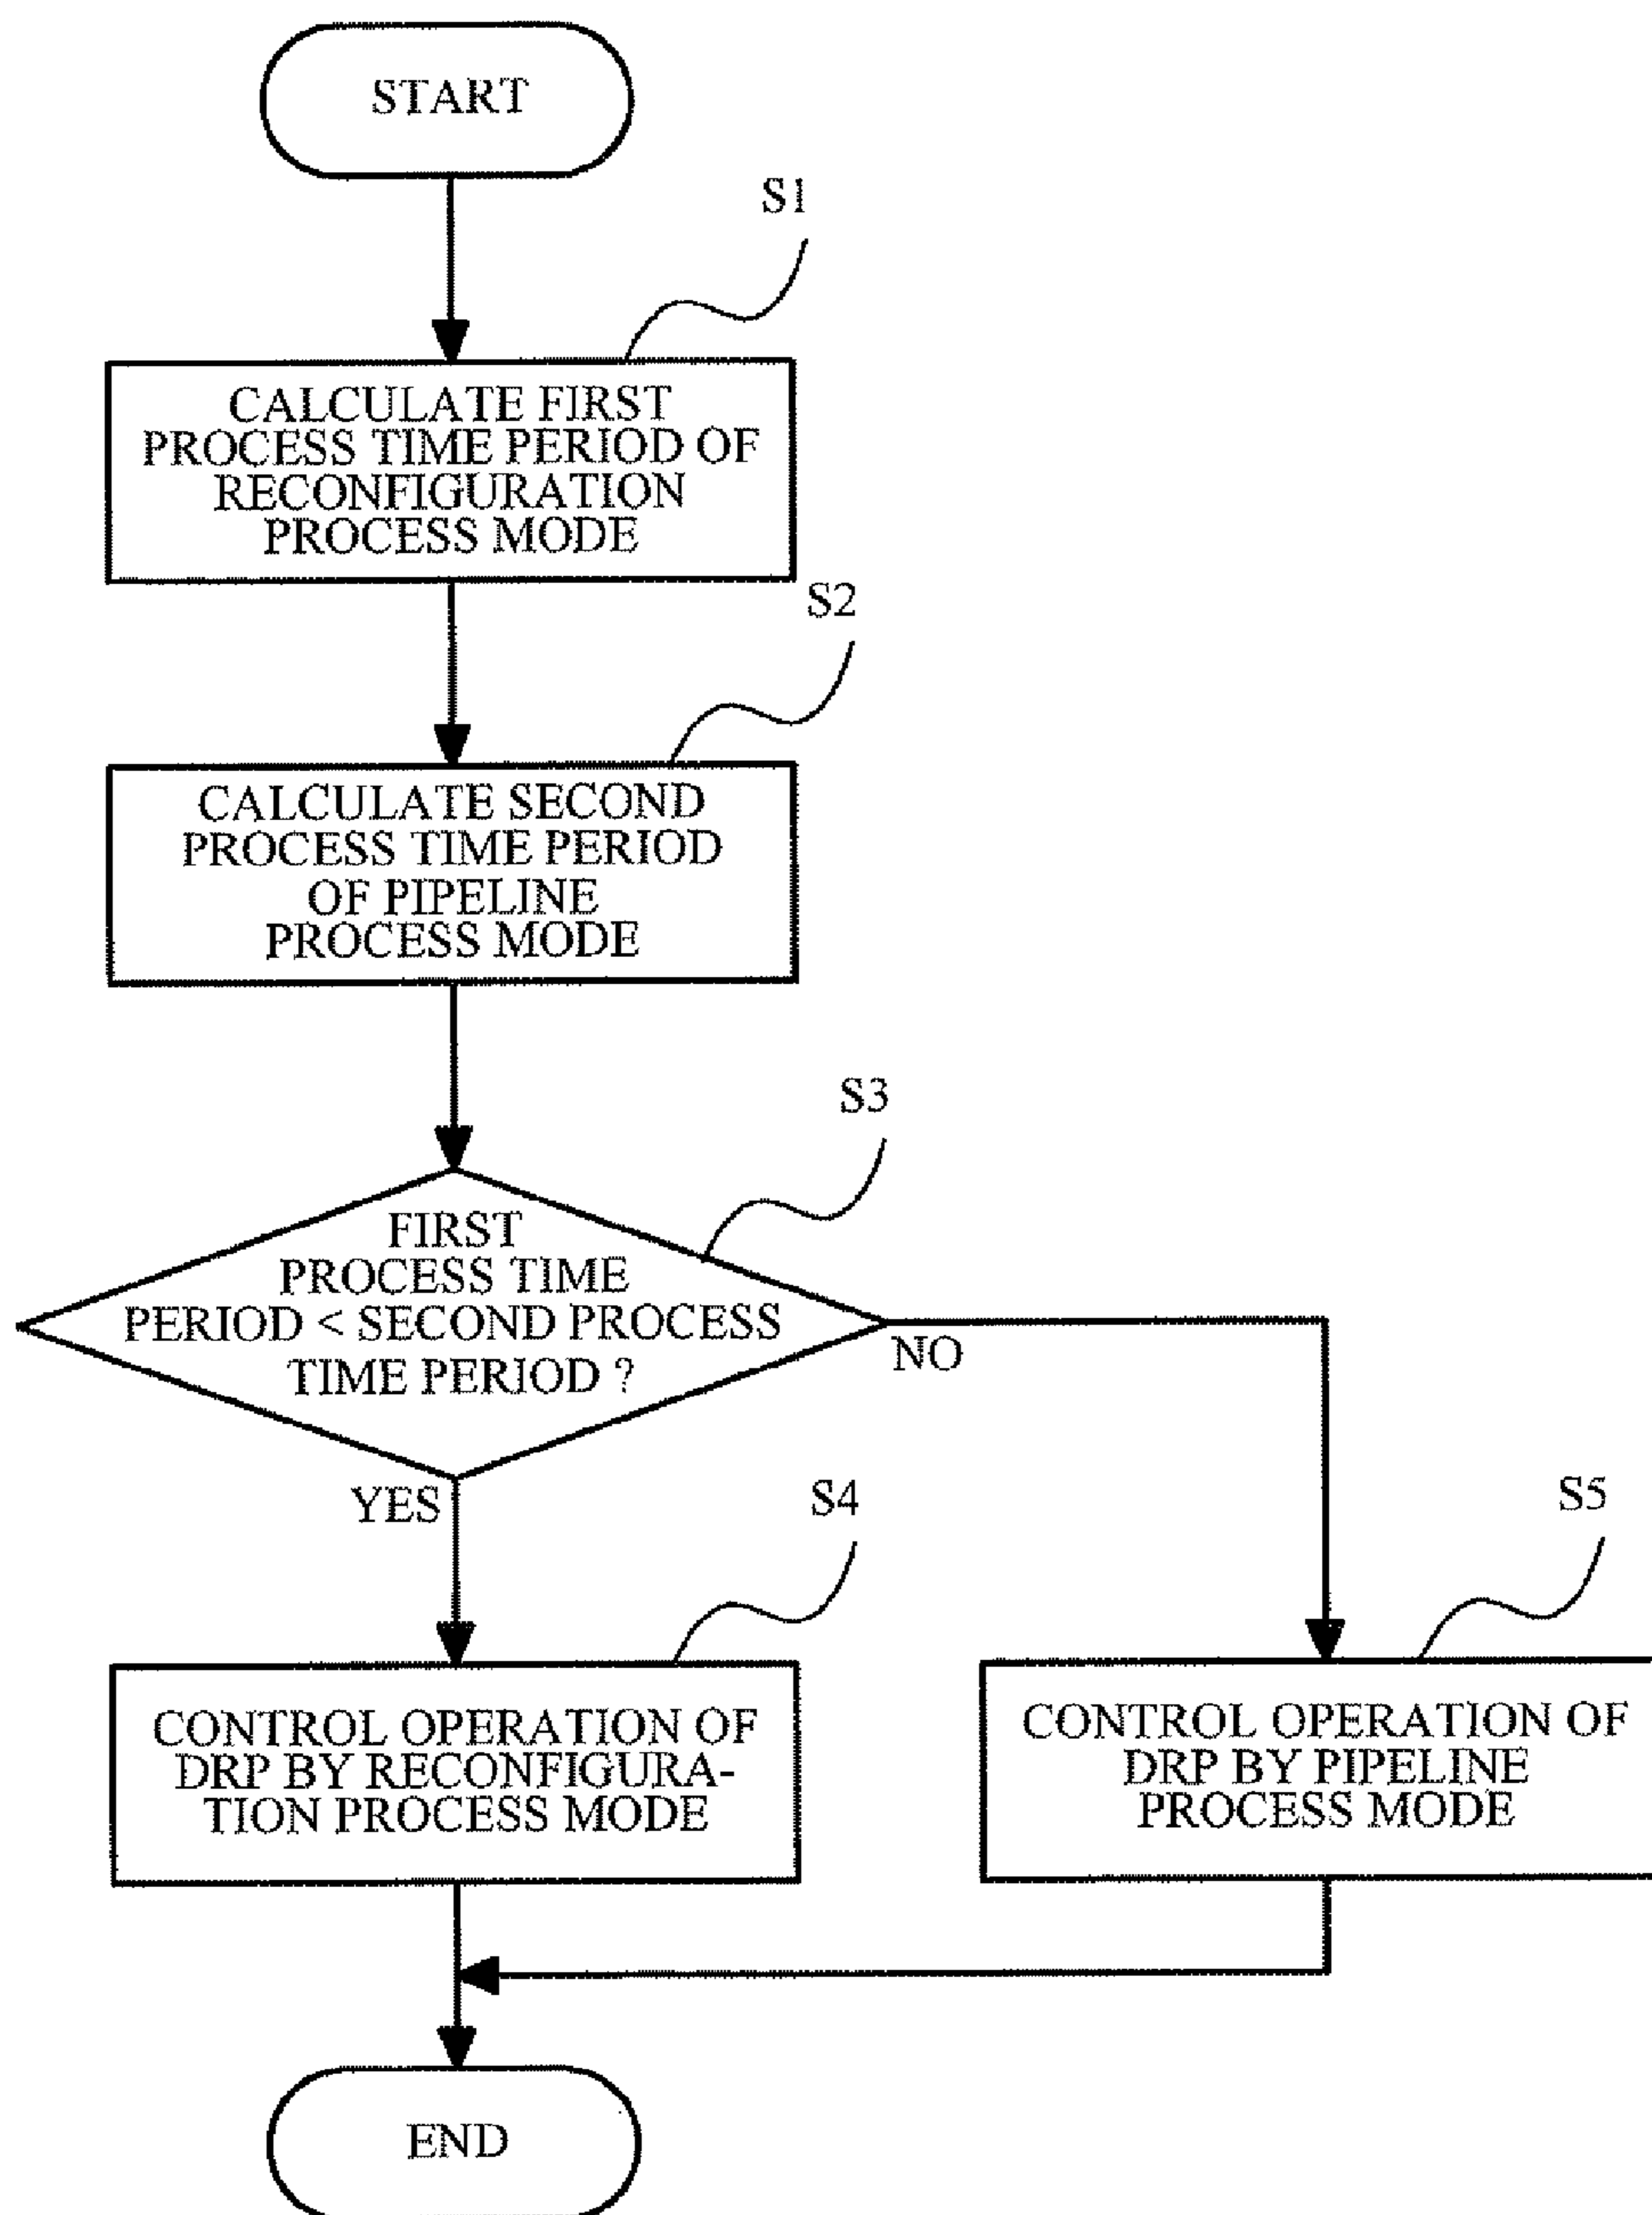 START
S1
CALCULATE FIRST
PROCESS TIME PERIOD OF
RECONFIGURATION
PROCESS MODE
S2
CALCULATE SECOND
PROCESS TIME PERIOD
OF PIPELINE
PROCESS MODE
S3
FIRST
PROCESS TIME
PERIOD < SECOND PROCESS
TIME PERIOD ?
NO
YES
S4
CONTROL OPERATION OF
DRP BY RECONFIGURA-
TION PROCESS MODE
S5
CONTROL OPERATION OF
DRP BY PIPELINE
PROCESS MODE
END